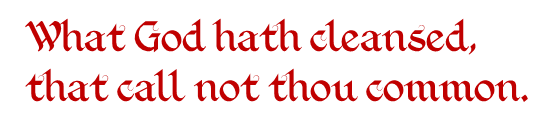 What God hath cleansed,
that call not thou common.